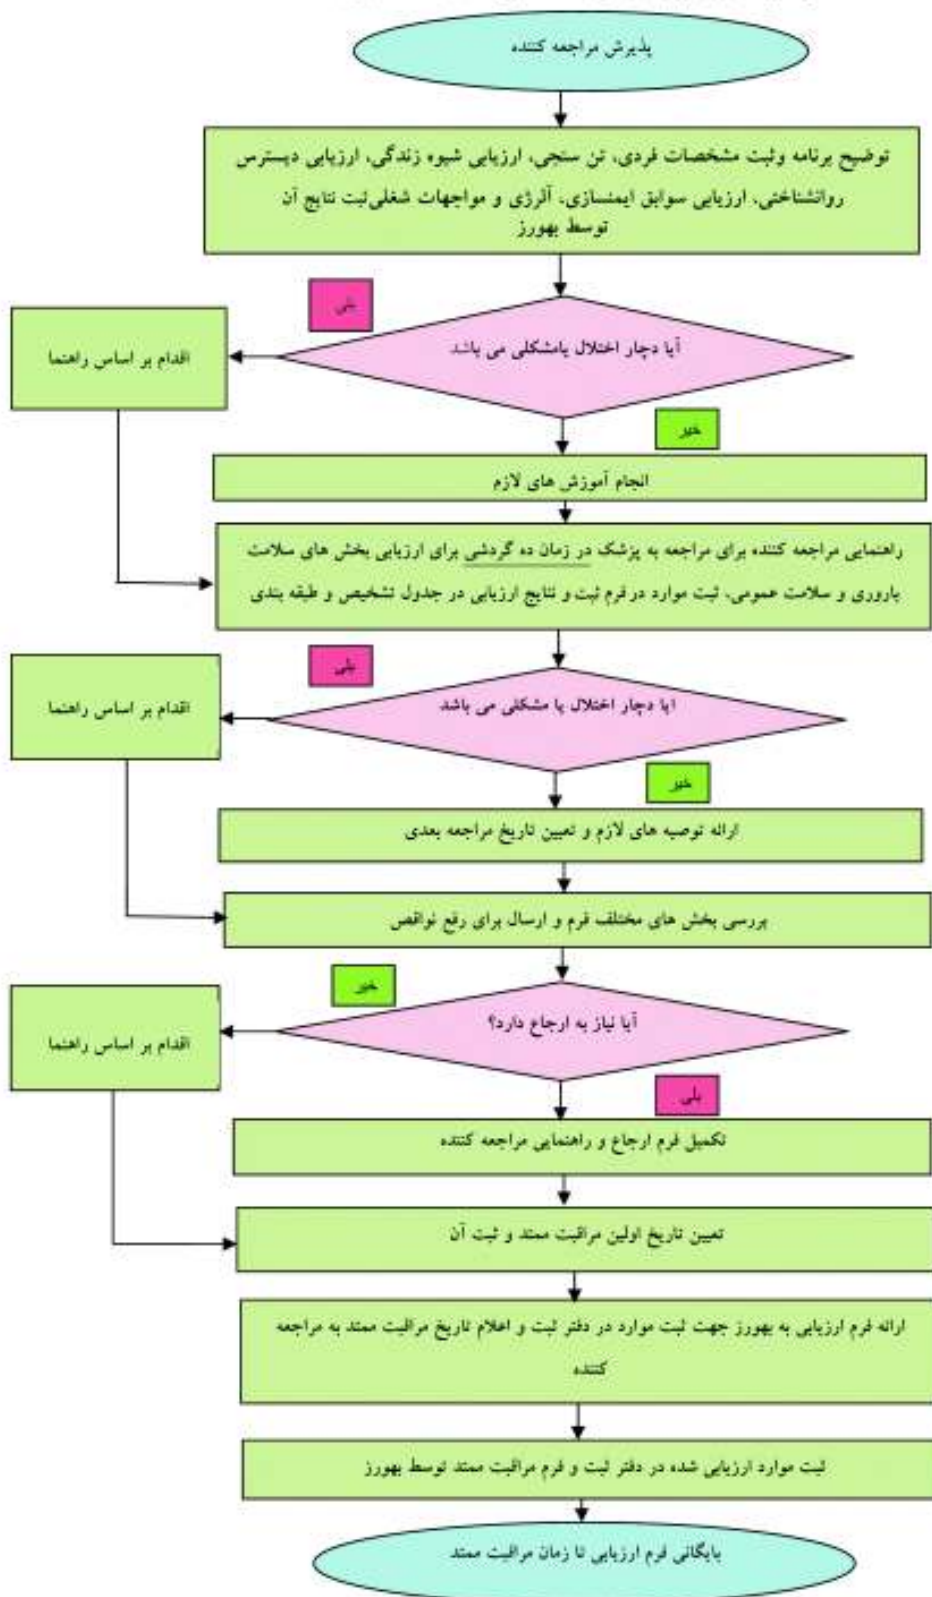 پذیرش مراجعه کننده
توضیح برنامه وثبت مشخصات فردی، تن سنجی، ارزیابی شیوه زندگی، ارزیابی دیسترس
روانشناختی، ارزیابی سوابق ایمنسازی، آلرژی و مواجهات شغلی‌ثبت نتایج آن
توسط بهورز
بلی
آیا دچار اختلال یامشکلی می باشد
اقدام بر اساس راهنما
خیر
انجام آموزش های لازم
راهنمایی مراجعه کننده برای مراجعه به پزشک در زمان ده گردشی برای ارزیابی بخش های سلامت
باروری و سلامت عمومی، ثبت موارد در فرم ثبت و نتایج ارزیابی در جدول تشخیص و طبقه بندی
بلی
ایا دچار اختلال یا مشکلی می باشد
اقدام بر اساس راهنما
خیر
ارائه توصیه های لازم و تعیین تاریخ مراجعه بعدی
بررسی بخش های مختلف فرم و ارسال برای رفع نواقص
خیر
آیا نیاز به ارجاع دارد؟
اقدام بر اساس راهنما
بلی
تکمیل فرم ارجاع و راهنمایی مراجعه کننده
تعیین تاریخ اولین مراقبت ممتد و ثبت آن
ارائه فرم ارزیابی به بهورز جهت ثبت موارد در دفتر ثبت و اعلام تاریخ مراقبت ممتد به مراجعه
کننده
ثبت موارد ارزیابی شده در دفتر ثبت و فرم مراقبت ممتد توسط بهورز
بایگانی فرم ارزیابی تا زمان مراقبت ممتد